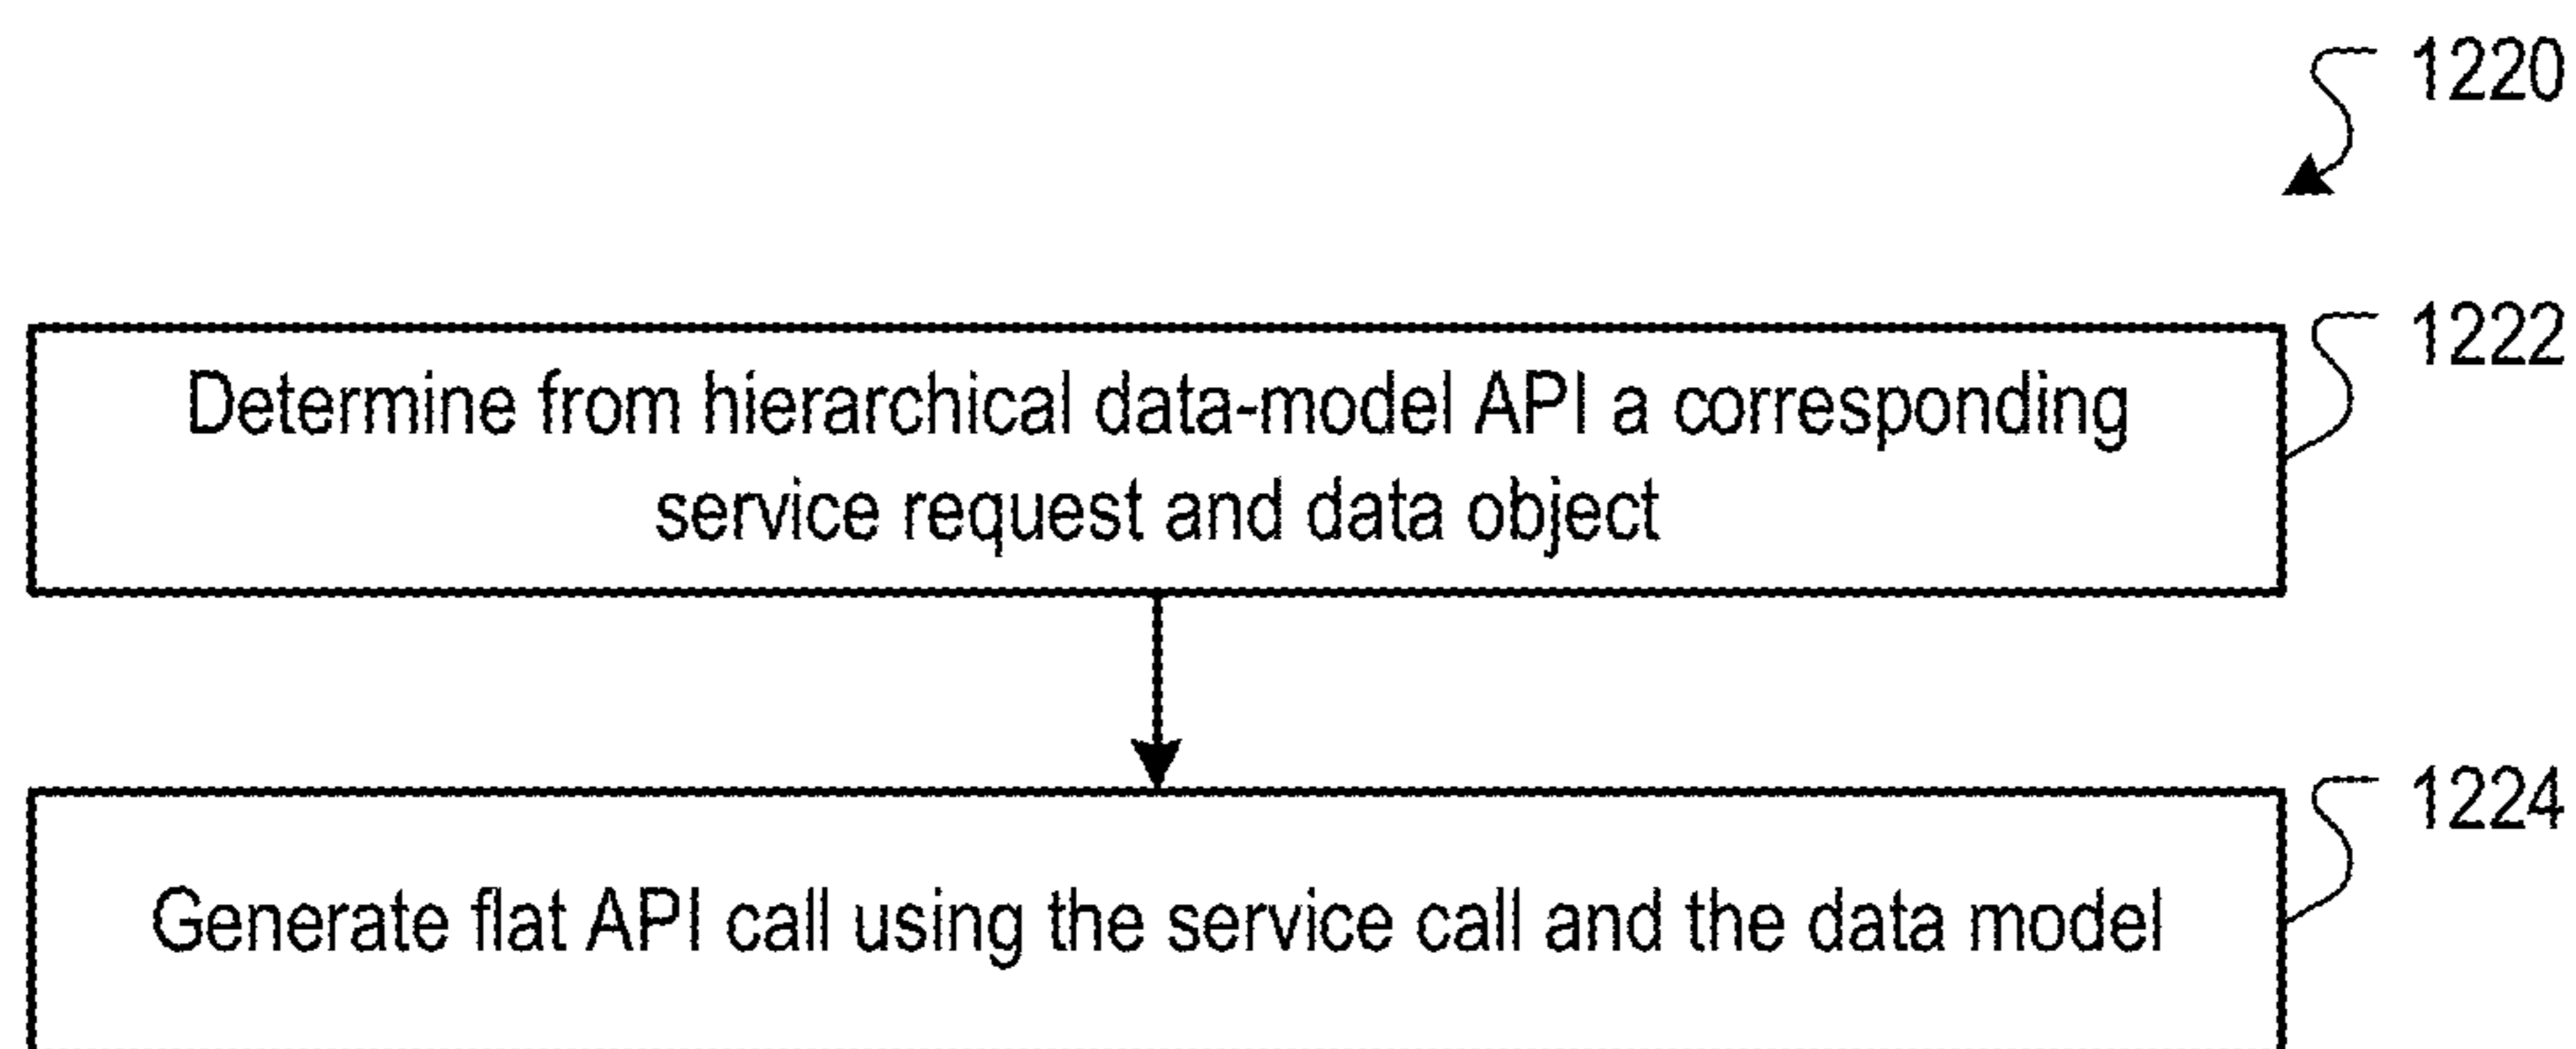 1220
1222
Determine from hierarchical data-model API a corresponding
service request and data object
1224
Generate flat API call using the service call and the data model